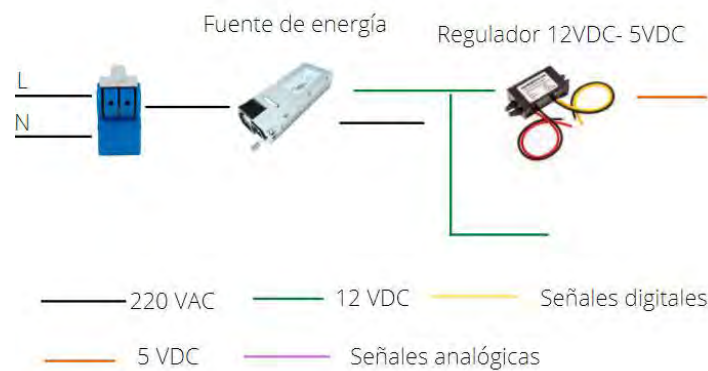 Fuente de energía
Regulador 12VDC- 5VDC
L
N
220 VAC
12 VDC
Señales digitales
5 VDC
Señales analógicas